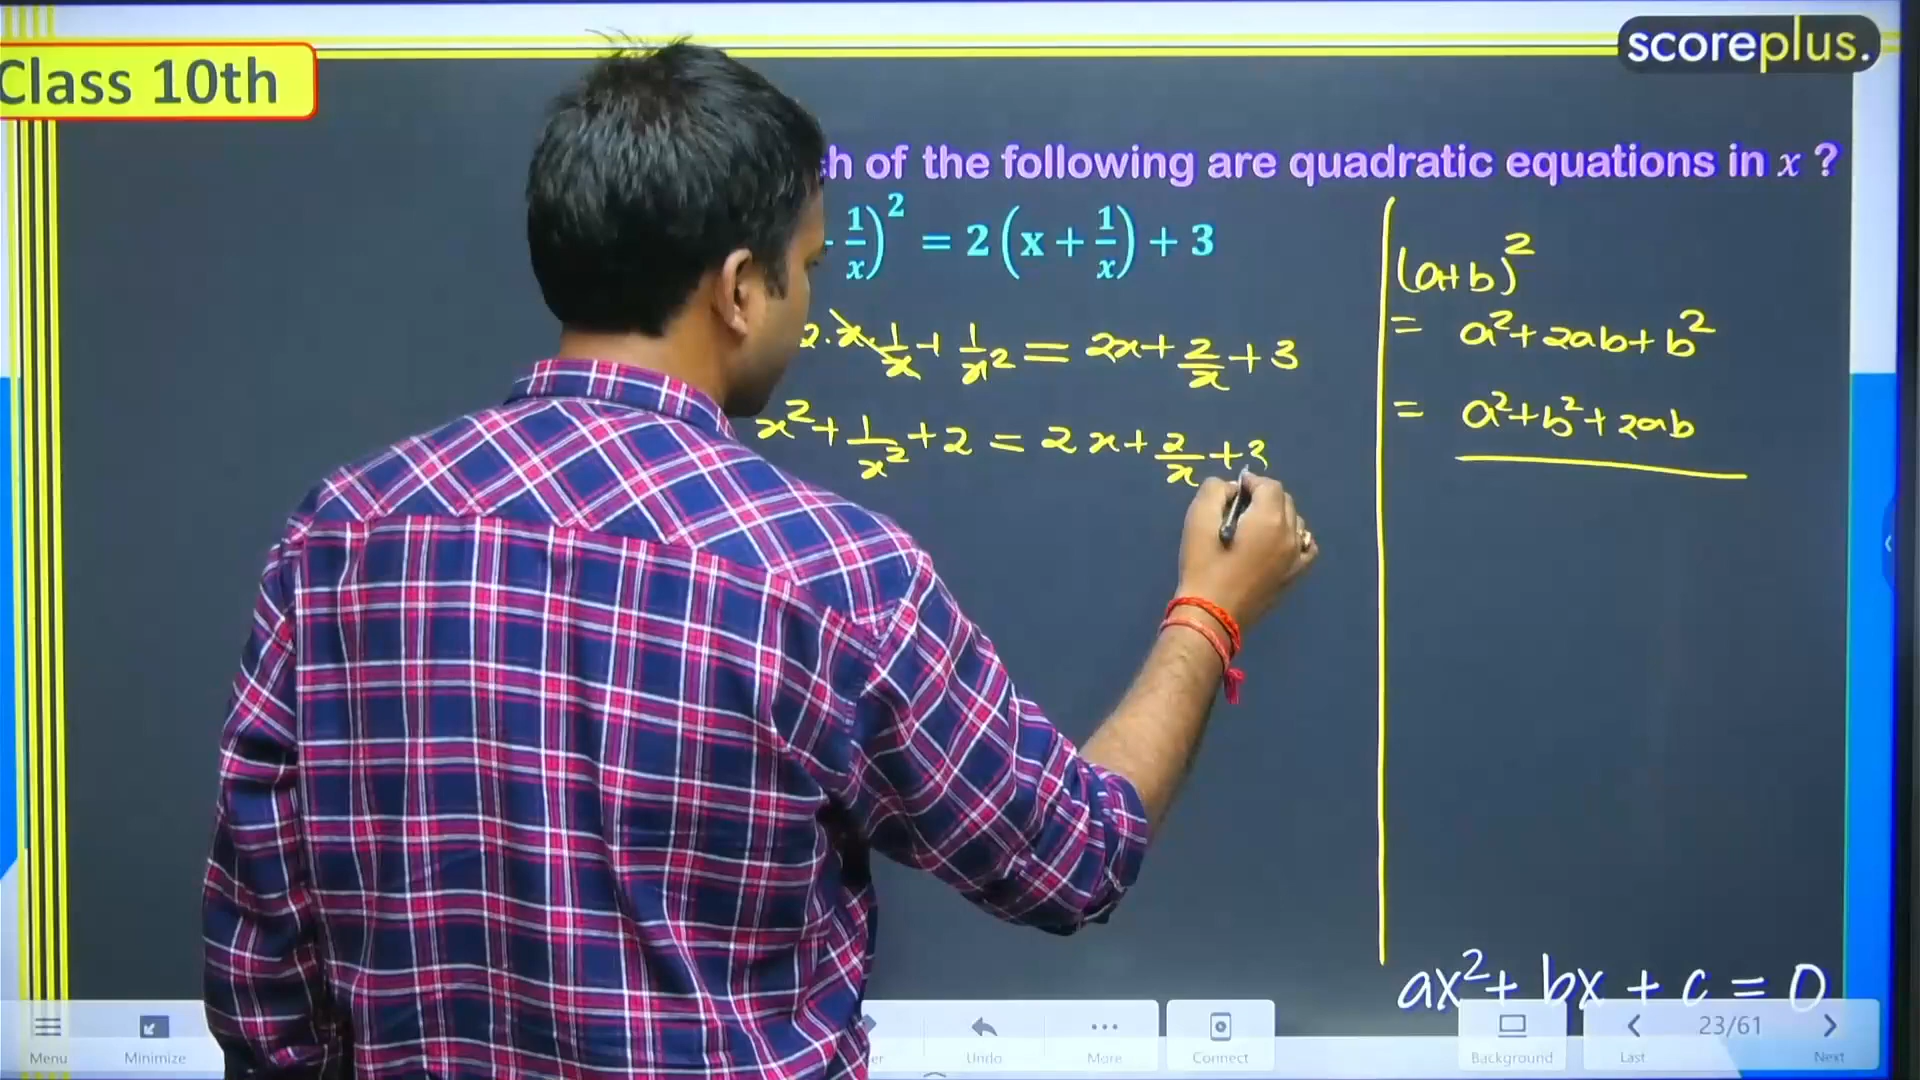 scoreplus.
Class 10th
h of the following are quadratic equations in x ?
1/x)² = 2(x + 1/x) + 3
2.x.1/x + 1/x² = 2x + 2/x + 3
x² + 1/x² + 2 = 2x + 2/x + 3
(a+b)²
= a² + 2ab + b²
= a² + b² + 2ab
ax² + bx + c = 0
Menu
Minimize
er
Undo
More
Connect
Background
Last
23/61
Next